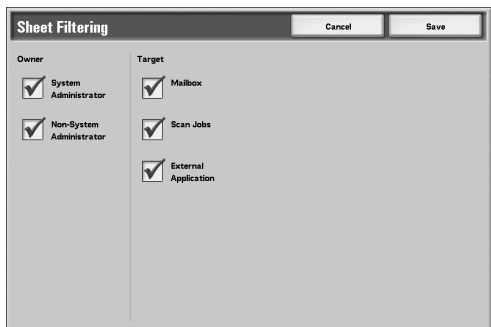 Sheet Filtering
Cancel
Save
Owner
Target
System
Administrator
Non-System
Administrator
Mailbox
Scan Jobs
External
Application